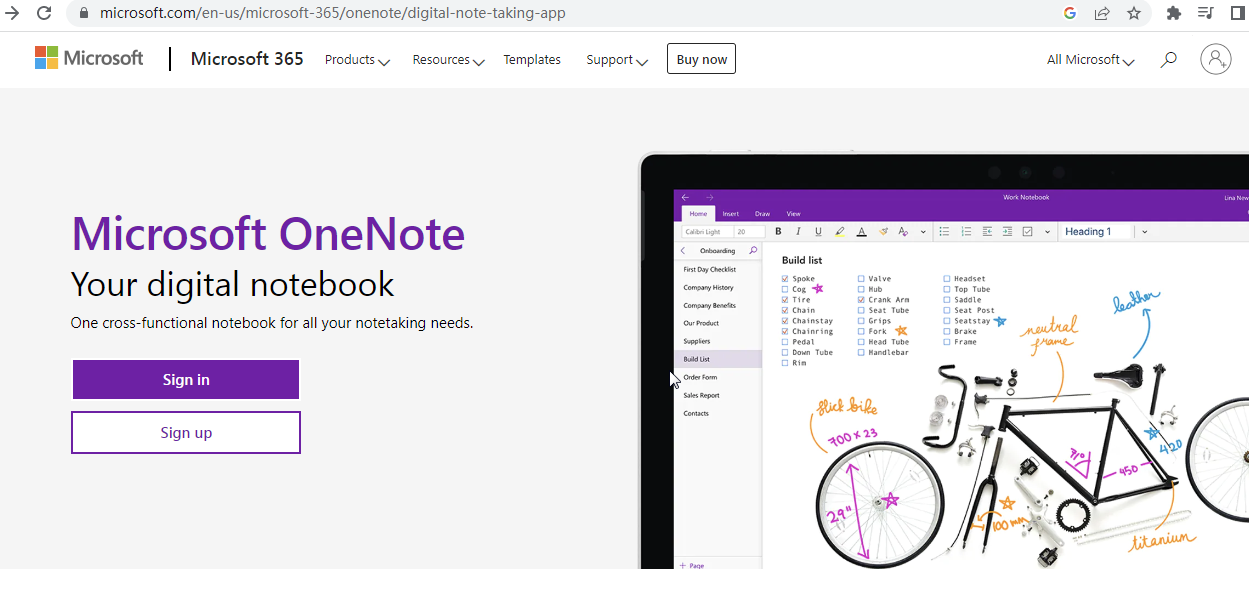 microsoft.com/en-us/microsoft-365/onenote/digital-note-taking-app
Microsoft
Microsoft 365
Products
Resources
Templates
Support
Buy now
All Microsoft
Microsoft OneNote
Your digital notebook
One cross-functional notebook for all your notetaking needs.
Sign in
Sign up
Work Notebook
Lina New
Home Insert Draw View
Calibri Light 20 B I U A Heading 1
Onboarding
First Day Checklist
Company History
Company Benefits
Our Product
Suppliers
Build List
Order Form
Sales Report
Contacts
+ Page
Build list
Spoke
Cog
Tire
Chain
Chainstay
Chainring
Pedal
Down Tube
Rim
Valve
Hub
Crank Arm
Seat Tube
Grips
Fork
Head Tube
Handlebar
Headset
Top Tube
Saddle
Seat Post
Seatstay
Brake
Frame
leather
neutral
frame
slick bike
700 x 23
29"
71°
450
420
100 mm
titanium